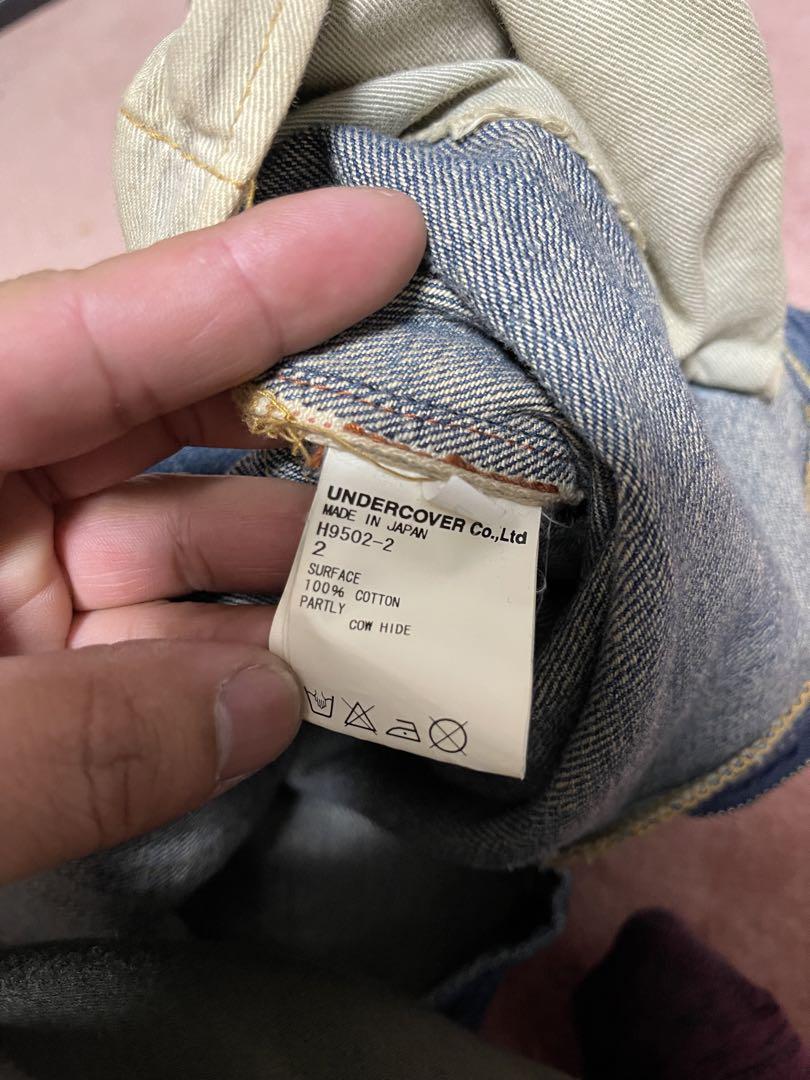 UNDERCOVER Co.,Ltd
MADE IN JAPAN
H9502-2
2
SURFACE
100% COTTON
PARTLY
COW HIDE